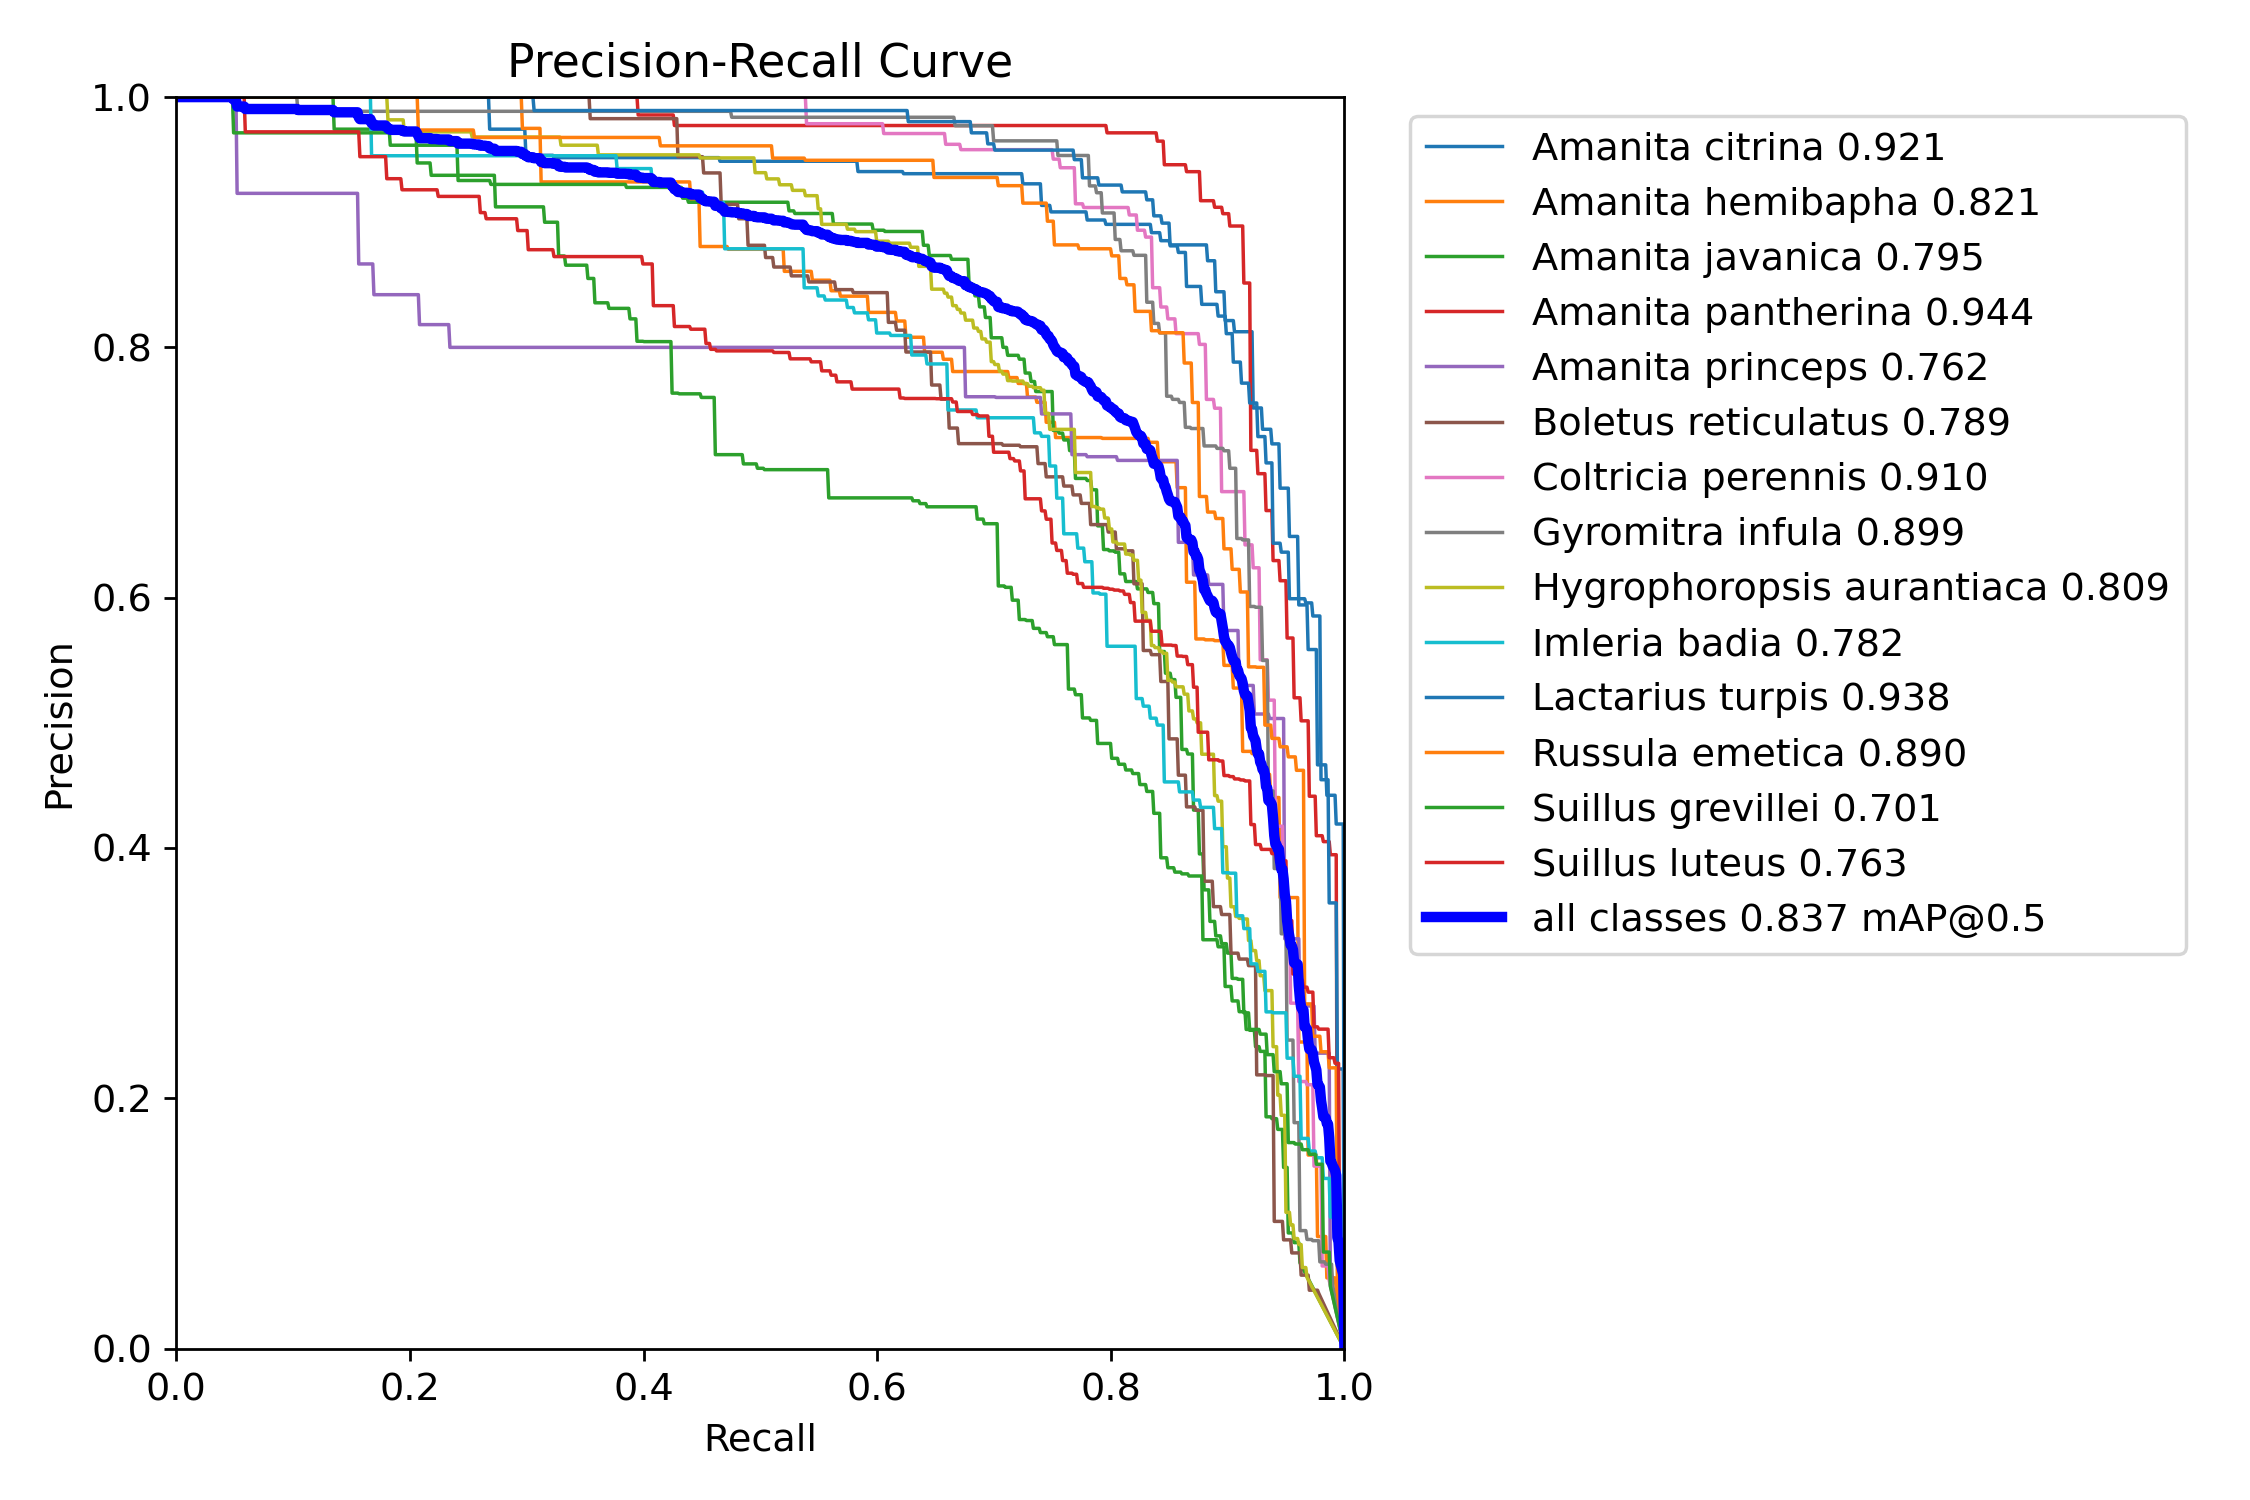 Precision-Recall Curve
1.0
0.8
0.6
0.4
0.2
0.0
Precision
0.0 0.2 0.4 0.6 0.8 1.0
Recall
Amanita citrina 0.921
Amanita hemibapha 0.821
Amanita javanica 0.795
Amanita pantherina 0.944
Amanita princeps 0.762
Boletus reticulatus 0.789
Coltricia perennis 0.910
Gyromitra infula 0.899
Hygrophoropsis aurantiaca 0.809
Imleria badia 0.782
Lactarius turpis 0.938
Russula emetica 0.890
Suillus grevillei 0.701
Suillus luteus 0.763
all classes 0.837 mAP@0.5